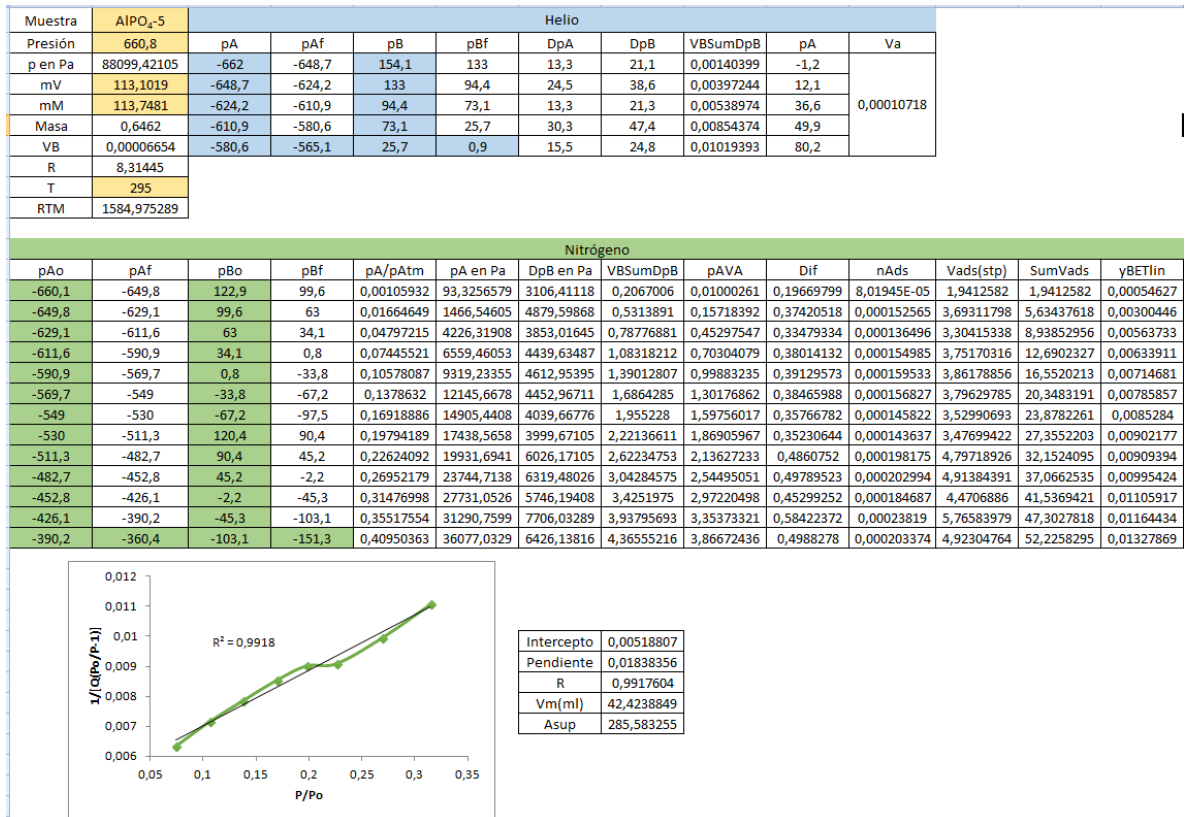 Muestra AlPO₄-5 Helio
Presión 660,8 pA pAf pB pBf DpA DpB VBSumDpB pA Va
p en Pa 88099,42105 -662 -648,7 154,1 133 13,3 21,1 0,00140399 -1,2
mV 113,1019 -648,7 -624,2 133 94,4 24,5 38,6 0,00397244 12,1
mM 113,7481 -624,2 -610,9 94,4 73,1 13,3 21,3 0,00538974 36,6 0,00010718
Masa 0,6462 -610,9 -580,6 73,1 25,7 30,3 47,4 0,00854374 49,9
VB 0,00006654 -580,6 -565,1 25,7 0,9 15,5 24,8 0,01019393 80,2
R 8,31445
T 295
RTM 1584,975289
Nitrógeno
pAo pAf pBo pBf pA/pAtm pA en Pa DpB en Pa VBSumDpB pAVA Dif nAds Vads(stp) SumVads yBETlin
-660,1 -649,8 122,9 99,6 0,00105932 93,3256579 3106,41118 0,2067006 0,01000261 0,19669799 8,01945E-05 1,9412582 1,9412582 0,00054627
-649,8 -629,1 99,6 63 0,01664649 1466,54605 4879,59868 0,5313891 0,15718392 0,37420518 0,000152565 3,69311798 5,63437618 0,00300446
-629,1 -611,6 63 34,1 0,04797215 4226,31908 3853,01645 0,78776881 0,45297547 0,33479334 0,000136496 3,30415338 8,93852956 0,00563733
-611,6 -590,9 34,1 0,8 0,07445521 6559,46053 4439,63487 1,08318212 0,70304079 0,38014132 0,000154985 3,75170316 12,6902327 0,00633911
-590,9 -569,7 0,8 -33,8 0,10578087 9319,23355 4612,95395 1,39012807 0,99883235 0,39129573 0,000159533 3,86178856 16,5520213 0,00714681
-569,7 -549 -33,8 -67,2 0,1378632 12145,6678 4452,96711 1,6864285 1,30176862 0,38465988 0,000156827 3,79629785 20,3483191 0,00785857
-549 -530 -67,2 -97,5 0,16918886 14905,4408 4039,66776 1,955228 1,59756017 0,35766782 0,000145822 3,52990693 23,8782261 0,0085284
-530 -511,3 120,4 90,4 0,19794189 17438,5658 3999,67105 2,22136611 1,86905967 0,35230644 0,000143637 3,47699422 27,3552203 0,00902177
-511,3 -482,7 90,4 45,2 0,22624092 19931,6941 6026,17105 2,62234753 2,13627233 0,4860752 0,000198175 4,79718926 32,1524095 0,00909394
-482,7 -452,8 45,2 -2,2 0,26952179 23744,7138 6319,48026 3,04284575 2,54495051 0,49789523 0,000202994 4,91384391 37,0662535 0,00995424
-452,8 -426,1 -2,2 -45,3 0,31476998 27731,0526 5746,19408 3,4251975 2,97220498 0,45299252 0,000184687 4,4706886 41,5369421 0,01105917
-426,1 -390,2 -45,3 -103,1 0,35517554 31290,7599 7706,03289 3,93795693 3,35373321 0,58422372 0,00023819 5,76583979 47,3027818 0,01164434
-390,2 -360,4 -103,1 -151,3 0,40950363 36077,0329 6426,13816 4,36555216 3,86672436 0,4988278 0,000203374 4,92304764 52,2258295 0,01327869
0,012
0,011
0,01
0,009
0,008
0,007
0,006
1/[Q(Po/P-1)]
R² = 0,9918
0,05 0,1 0,15 0,2 0,25 0,3 0,35
P/Po
Intercepto 0,00518807
Pendiente 0,01838356
R 0,9917604
Vm(ml) 42,4238849
Asup 285,583255